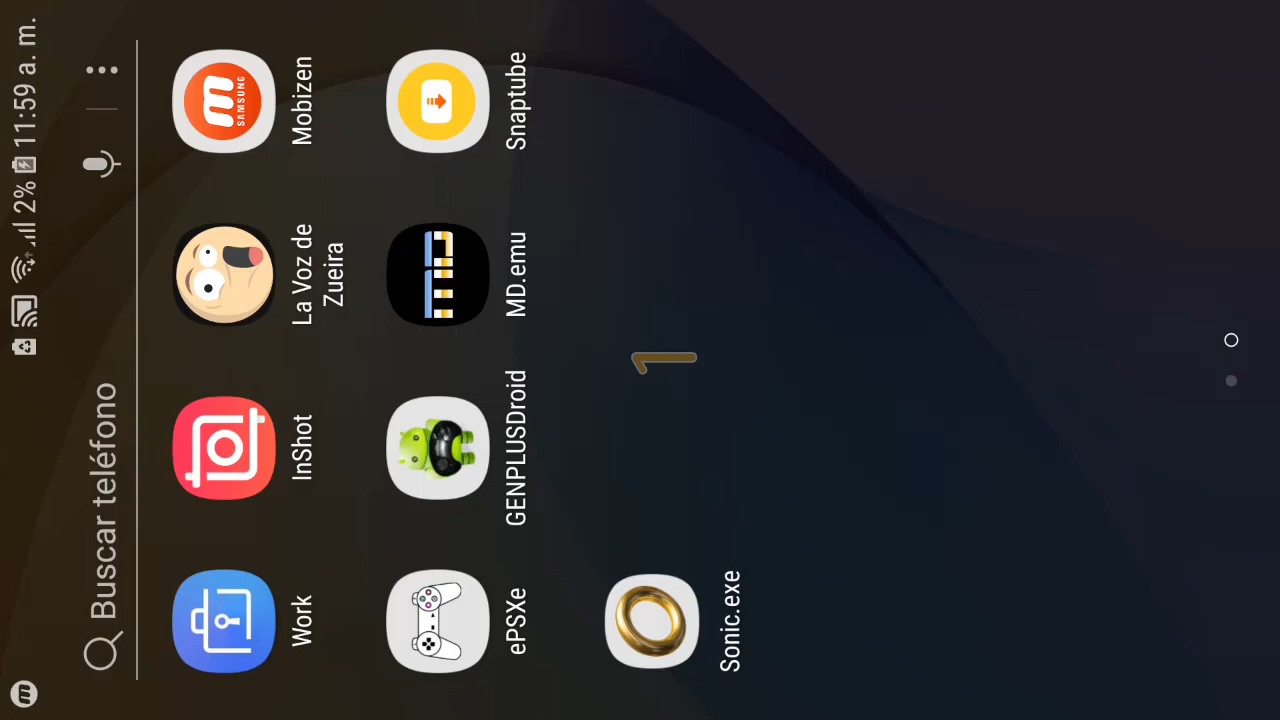 2% 11:59 a. m.
Buscar teléfono
Work
InShot
La Voz de
Zueira
SAMSUNG
Mobizen
ePSXe
GENPLUSDroid
MD.emu
Snaptube
Sonic.exe
1